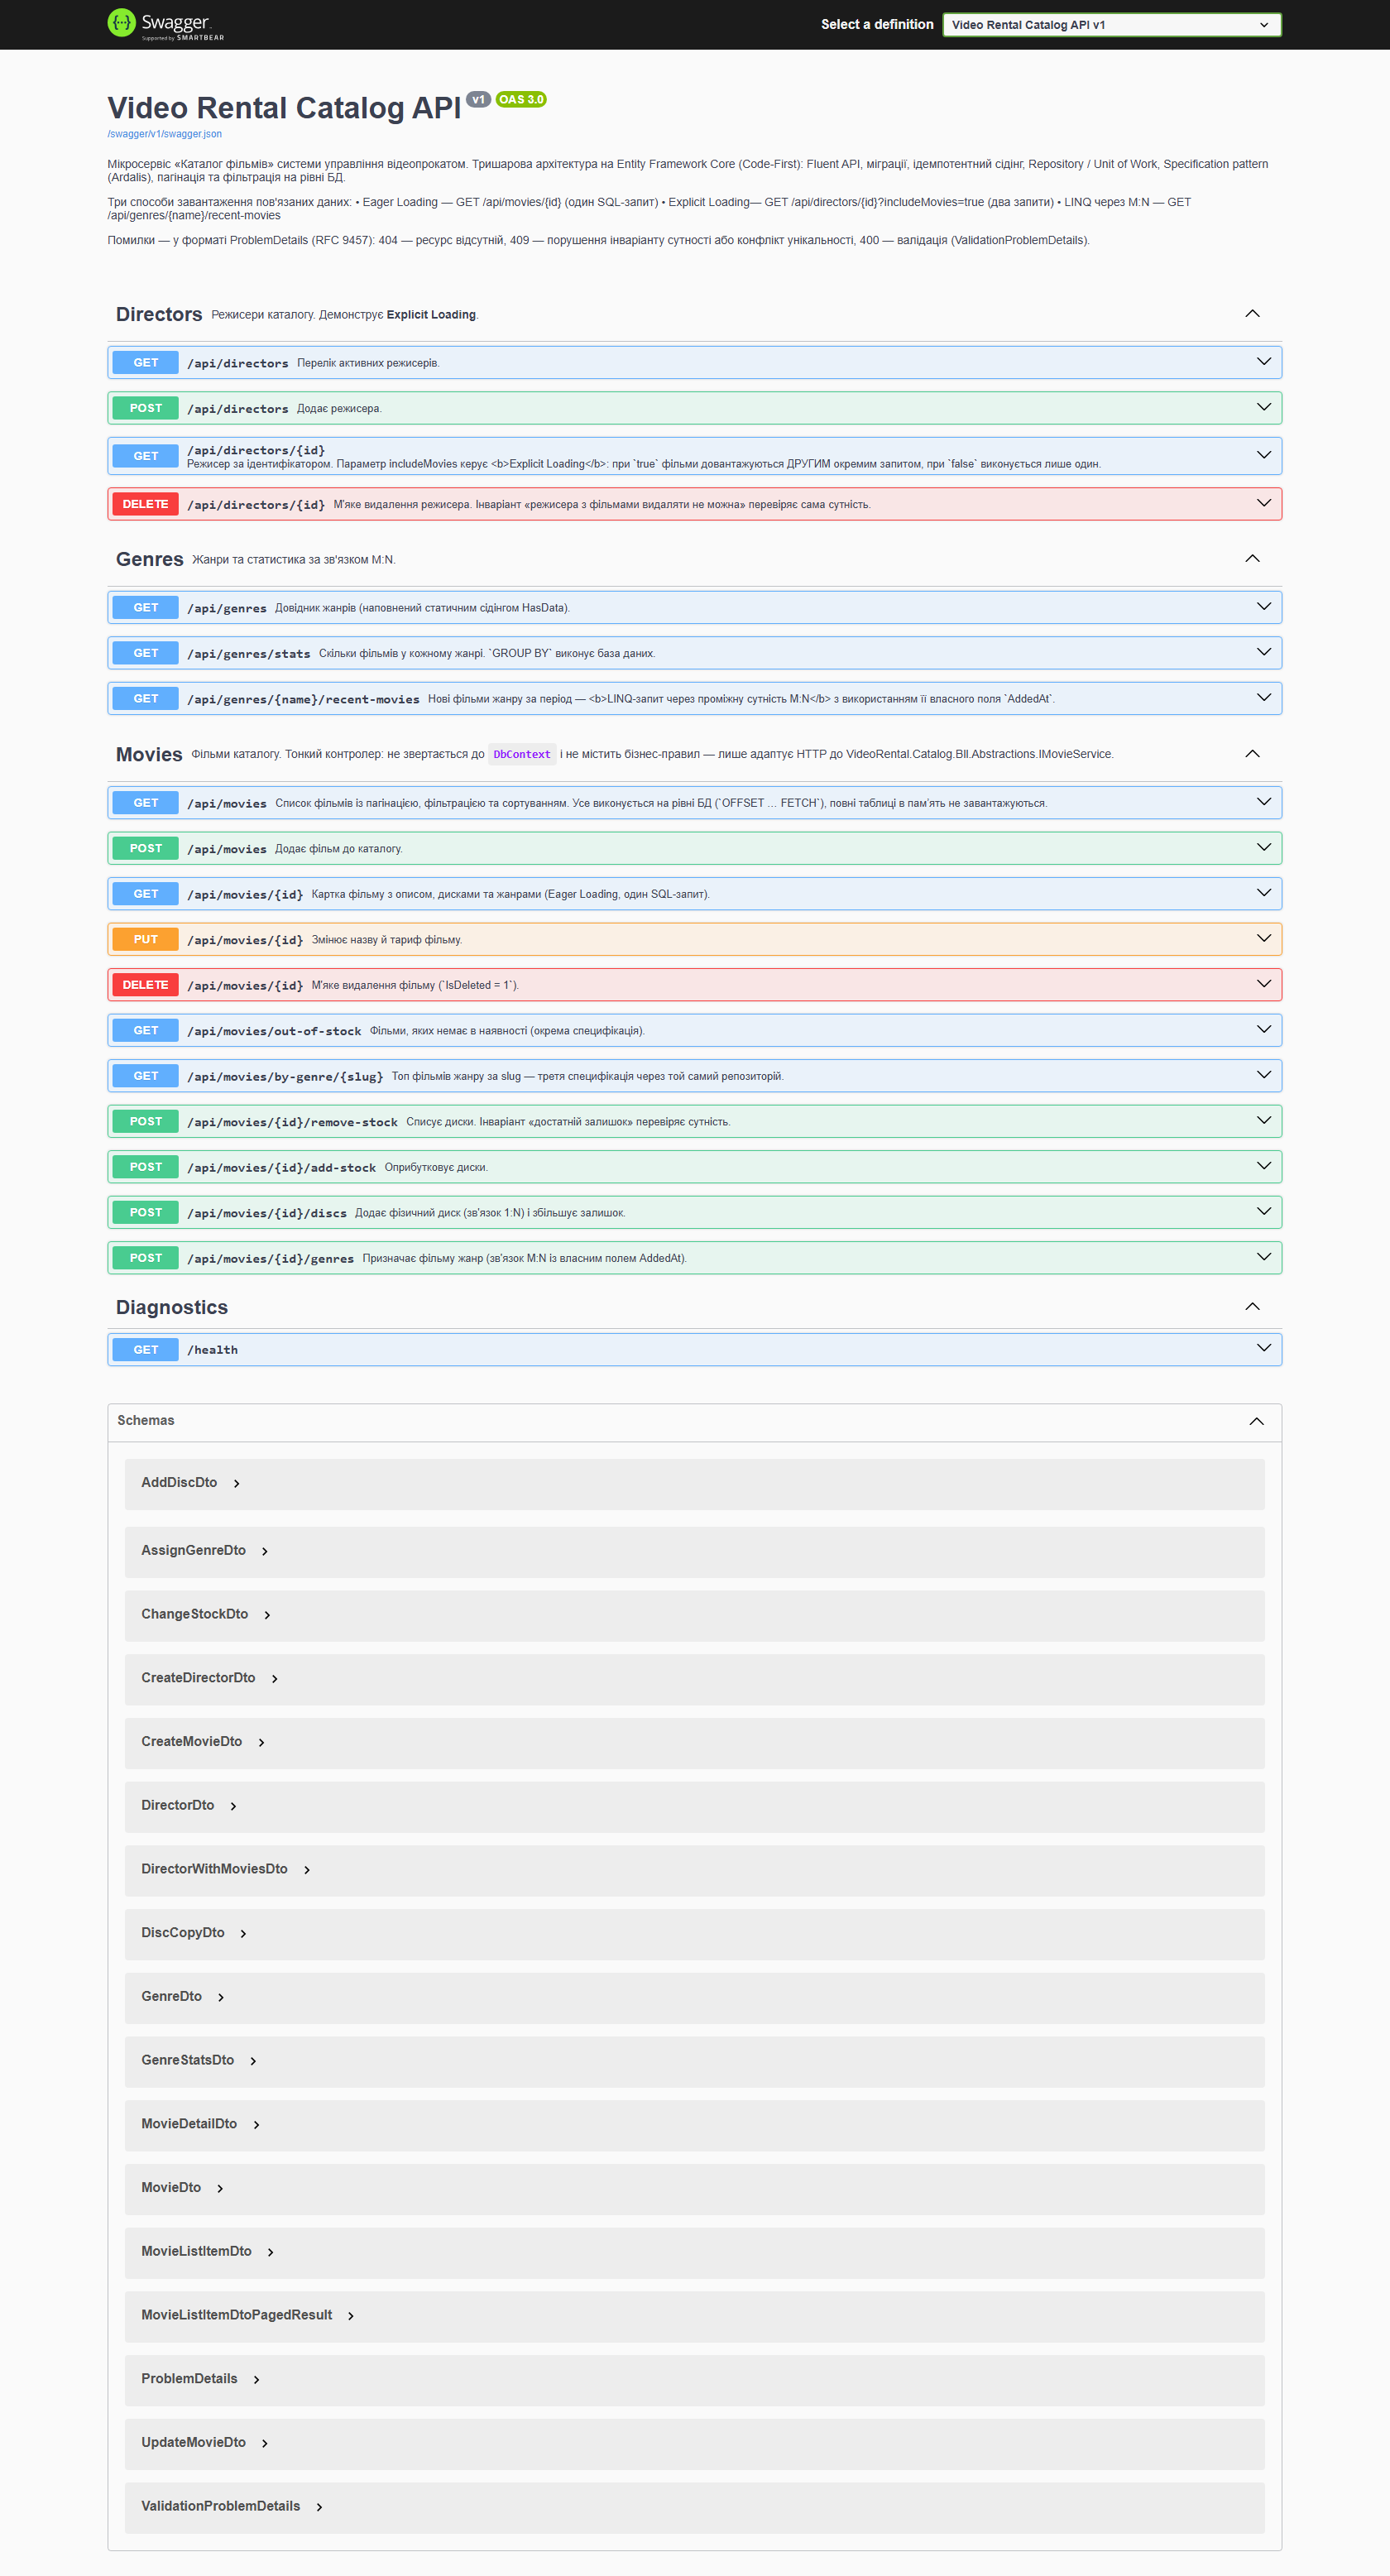 Swagger
Supported by SMARTBEAR
Select a definition
Video Rental Catalog API v1
Video Rental Catalog API v1 OAS 3.0
/swagger/v1/swagger.json
Мікросервіс «Каталог фільмів» системи управління відеопрокатом. Тришарова архітектура на Entity Framework Core (Code-First): Fluent API, міграції, ідемпотентний сідінг, Repository / Unit of Work, Specification pattern
(Ardalis), пагінація та фільтрація на рівні БД.
Три способи завантаження пов'язаних даних: • Eager Loading — GET /api/movies/{id} (один SQL-запит) • Explicit Loading— GET /api/directors/{id}?includeMovies=true (два запити) • LINQ через M:N — GET
/api/genres/{name}/recent-movies
Помилки — у форматі ProblemDetails (RFC 9457): 404 — ресурс відсутній, 409 — порушення інваріанту сутності або конфлікт унікальності, 400 — валідація (ValidationProblemDetails).
Directors Режисери каталогу. Демонструє Explicit Loading.
GET /api/directors Перелік активних режисерів.
POST /api/directors Додає режисера.
GET /api/directors/{id}
Режисер за ідентифікатором. Параметр includeMovies керує <b>Explicit Loading</b>: при `true` фільми довантажуються ДРУГИМ окремим запитом, при `false` виконується лише один.
DELETE /api/directors/{id} М'яке видалення режисера. Інваріант «режисера з фільмами видаляти не можна» перевіряє сама сутність.
Genres Жанри та статистика за зв'язком M:N.
GET /api/genres Довідник жанрів (наповнений статичним сідінгом HasData).
GET /api/genres/stats Скільки фільмів у кожному жанрі. `GROUP BY` виконує база даних.
GET /api/genres/{name}/recent-movies Нові фільми жанру за період — <b>LINQ-запит через проміжну сутність M:N</b> з використанням її власного поля `AddedAt`.
Movies Фільми каталогу. Тонкий контролер: не звертається до DbContext і не містить бізнес-правил — лише адаптує HTTP до VideoRental.Catalog.Bll.Abstractions.IMovieService.
GET /api/movies Список фільмів із пагінацією, фільтрацією та сортуванням. Усе виконується на рівні БД (`OFFSET … FETCH`), повні таблиці в пам'ять не завантажуються.
POST /api/movies Додає фільм до каталогу.
GET /api/movies/{id} Картка фільму з описом, дисками та жанрами (Eager Loading, один SQL-запит).
PUT /api/movies/{id} Змінює назву й тариф фільму.
DELETE /api/movies/{id} М'яке видалення фільму (`IsDeleted = 1`).
GET /api/movies/out-of-stock Фільми, яких немає в наявності (окрема специфікація).
GET /api/movies/by-genre/{slug} Топ фільмів жанру за slug — третя специфікація через той самий репозиторій.
POST /api/movies/{id}/remove-stock Списує диски. Інваріант «достатній залишок» перевіряє сутність.
POST /api/movies/{id}/add-stock Оприбутковує диски.
POST /api/movies/{id}/discs Додає фізичний диск (зв'язок 1:N) і збільшує залишок.
POST /api/movies/{id}/genres Призначає фільму жанр (зв'язок M:N із власним полем AddedAt).
Diagnostics
GET /health
Schemas
AddDiscDto
AssignGenreDto
ChangeStockDto
CreateDirectorDto
CreateMovieDto
DirectorDto
DirectorWithMoviesDto
DiscCopyDto
GenreDto
GenreStatsDto
MovieDetailDto
MovieDto
MovieListItemDto
MovieListItemDtoPagedResult
ProblemDetails
UpdateMovieDto
ValidationProblemDetails